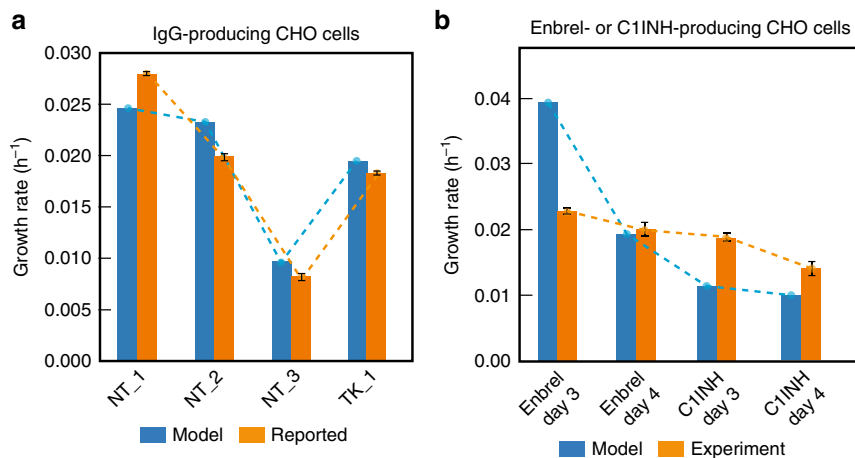 a
IgG-producing CHO cells
Growth rate (h⁻¹)
0.030
0.025
0.020
0.015
0.010
0.005
0.000
NT_1
NT_2
NT_3
TK_1
Model
Reported
b
Enbrel- or C1INH-producing CHO cells
Growth rate (h⁻¹)
0.04
0.03
0.02
0.01
0.00
Enbrel
day 3
Enbrel
day 4
C1INH
day 3
C1INH
day 4
Model
Experiment